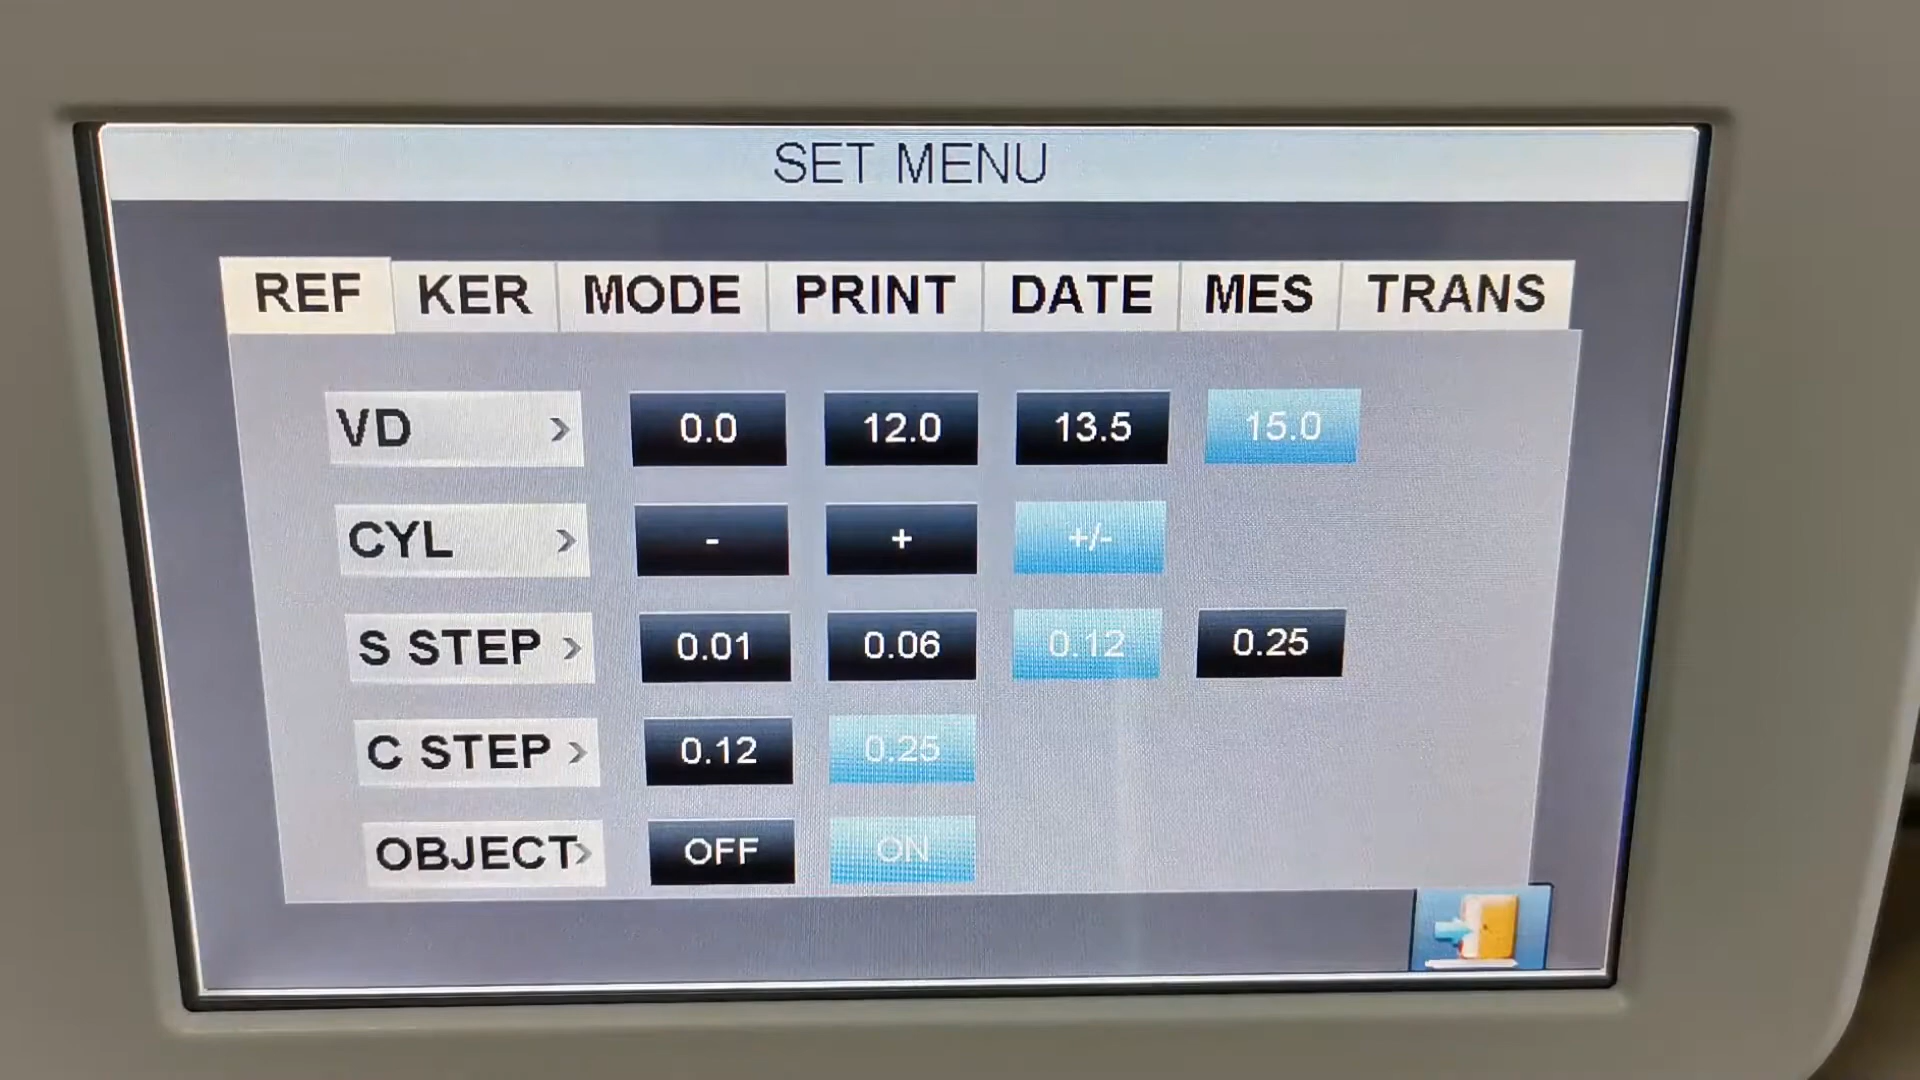 SET MENU
REF KER MODE PRINT DATE MES TRANS
VD > 0.0 12.0 13.5 15.0
CYL > - + +/-
S STEP > 0.01 0.06 0.12 0.25
C STEP > 0.12 0.25
OBJECT > OFF ON